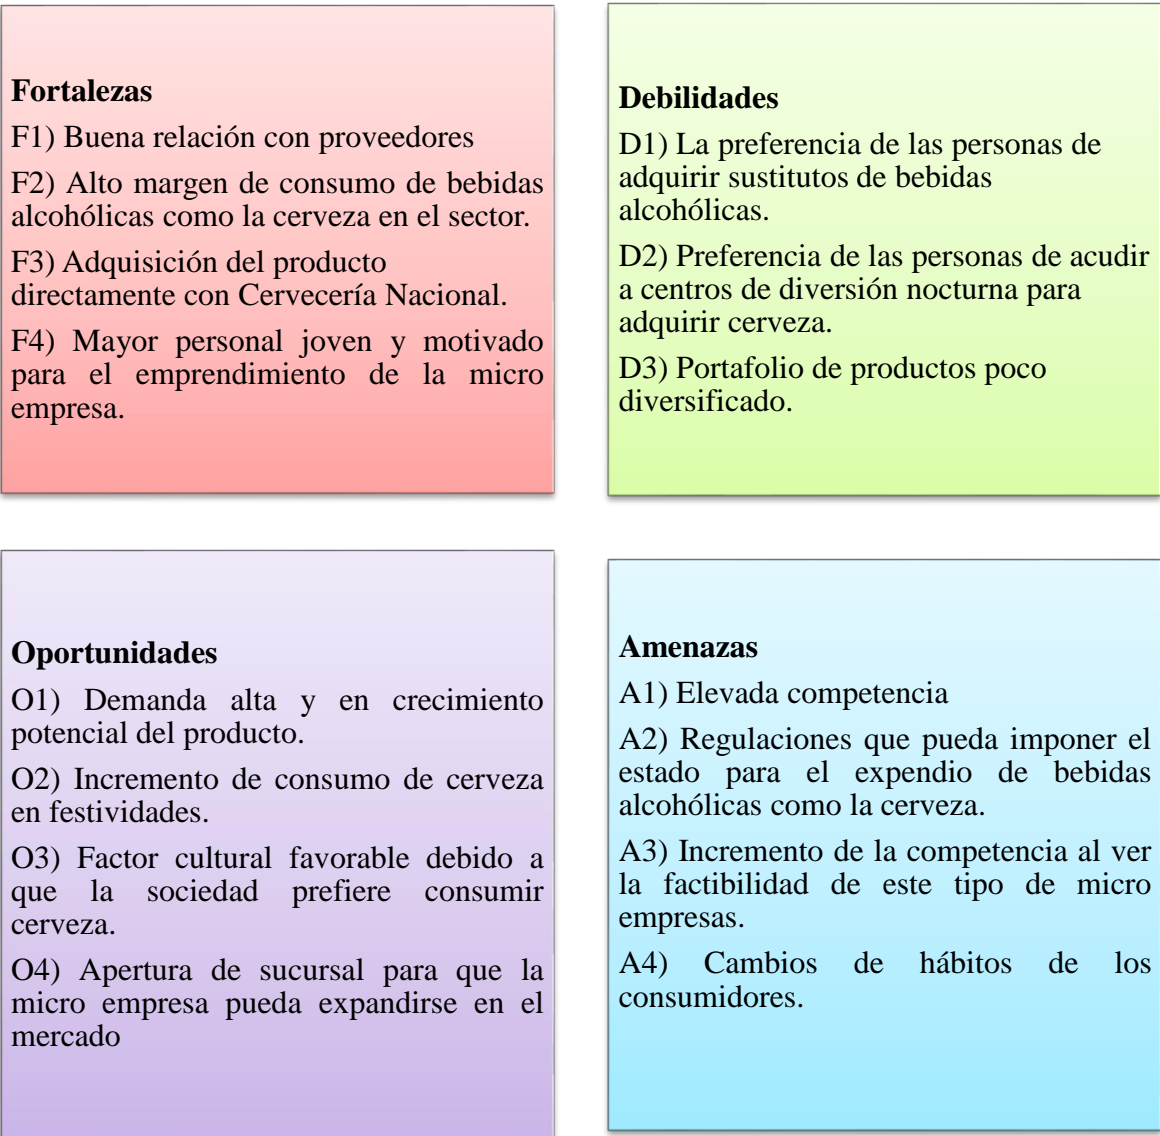 Fortalezas
F1) Buena relación con proveedores
F2) Alto margen de consumo de bebidas
alcohólicas como la cerveza en el sector.
F3) Adquisición del producto
directamente con Cervecería Nacional.
F4) Mayor personal joven y motivado
para el emprendimiento de la micro
empresa.
Debilidades
D1) La preferencia de las personas de
adquirir sustitutos de bebidas
alcohólicas.
D2) Preferencia de las personas de acudir
a centros de diversión nocturna para
adquirir cerveza.
D3) Portafolio de productos poco
diversificado.
Oportunidades
O1) Demanda alta y en crecimiento
potencial del producto.
O2) Incremento de consumo de cerveza
en festividades.
O3) Factor cultural favorable debido a
que la sociedad prefiere consumir
cerveza.
O4) Apertura de sucursal para que la
micro empresa pueda expandirse en el
mercado
Amenazas
A1) Elevada competencia
A2) Regulaciones que pueda imponer el
estado para el expendio de bebidas
alcohólicas como la cerveza.
A3) Incremento de la competencia al ver
la factibilidad de este tipo de micro
empresas.
A4) Cambios de hábitos de los
consumidores.